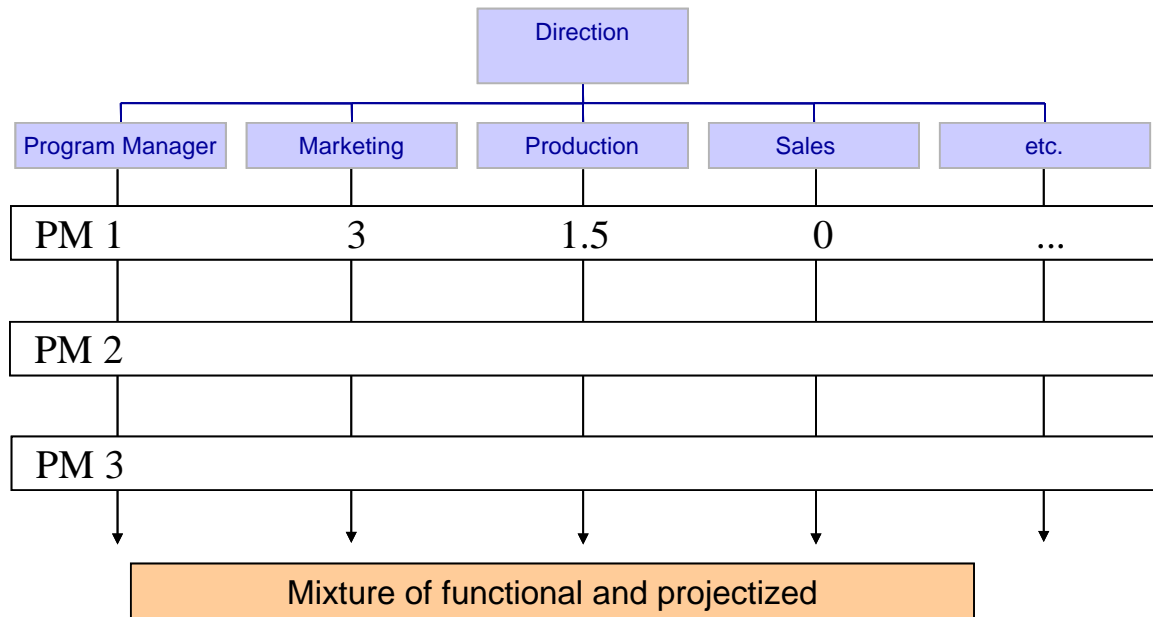 Direction
Program Manager Marketing Production Sales etc.
PM 1 3 1.5 0 ...
PM 2
PM 3
Mixture of functional and projectized